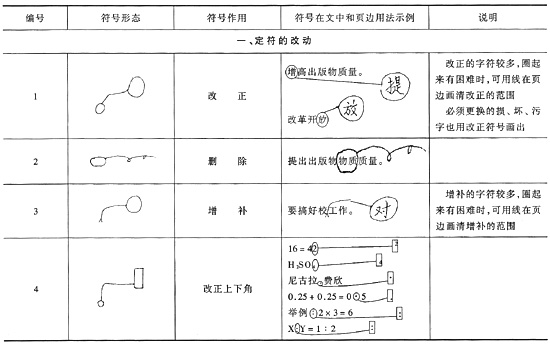 编号 符号形态 符号作用 符号在文中和页边用法示例 说明
一、定符的改动
1 改正 增高出版物质量。 提
改革开放 放
改正的字符较多,圈起
来有困难时,可用线在页
边画清改正的范围
必须更换的损、坏、污
字也用改正符号画出
2 删除 提出出版物物质质量。
3 增补 要搞好校工作。 对
增补的字符较多,圈起
来有困难时,可用线在页
边画清增补的范围
4 改正上下角
16=42 2
H2SO4 4
尼古拉.费欣 ·
0.25+0.25=0·5 .
举例:2×3=6 :
X:Y=1:2 :